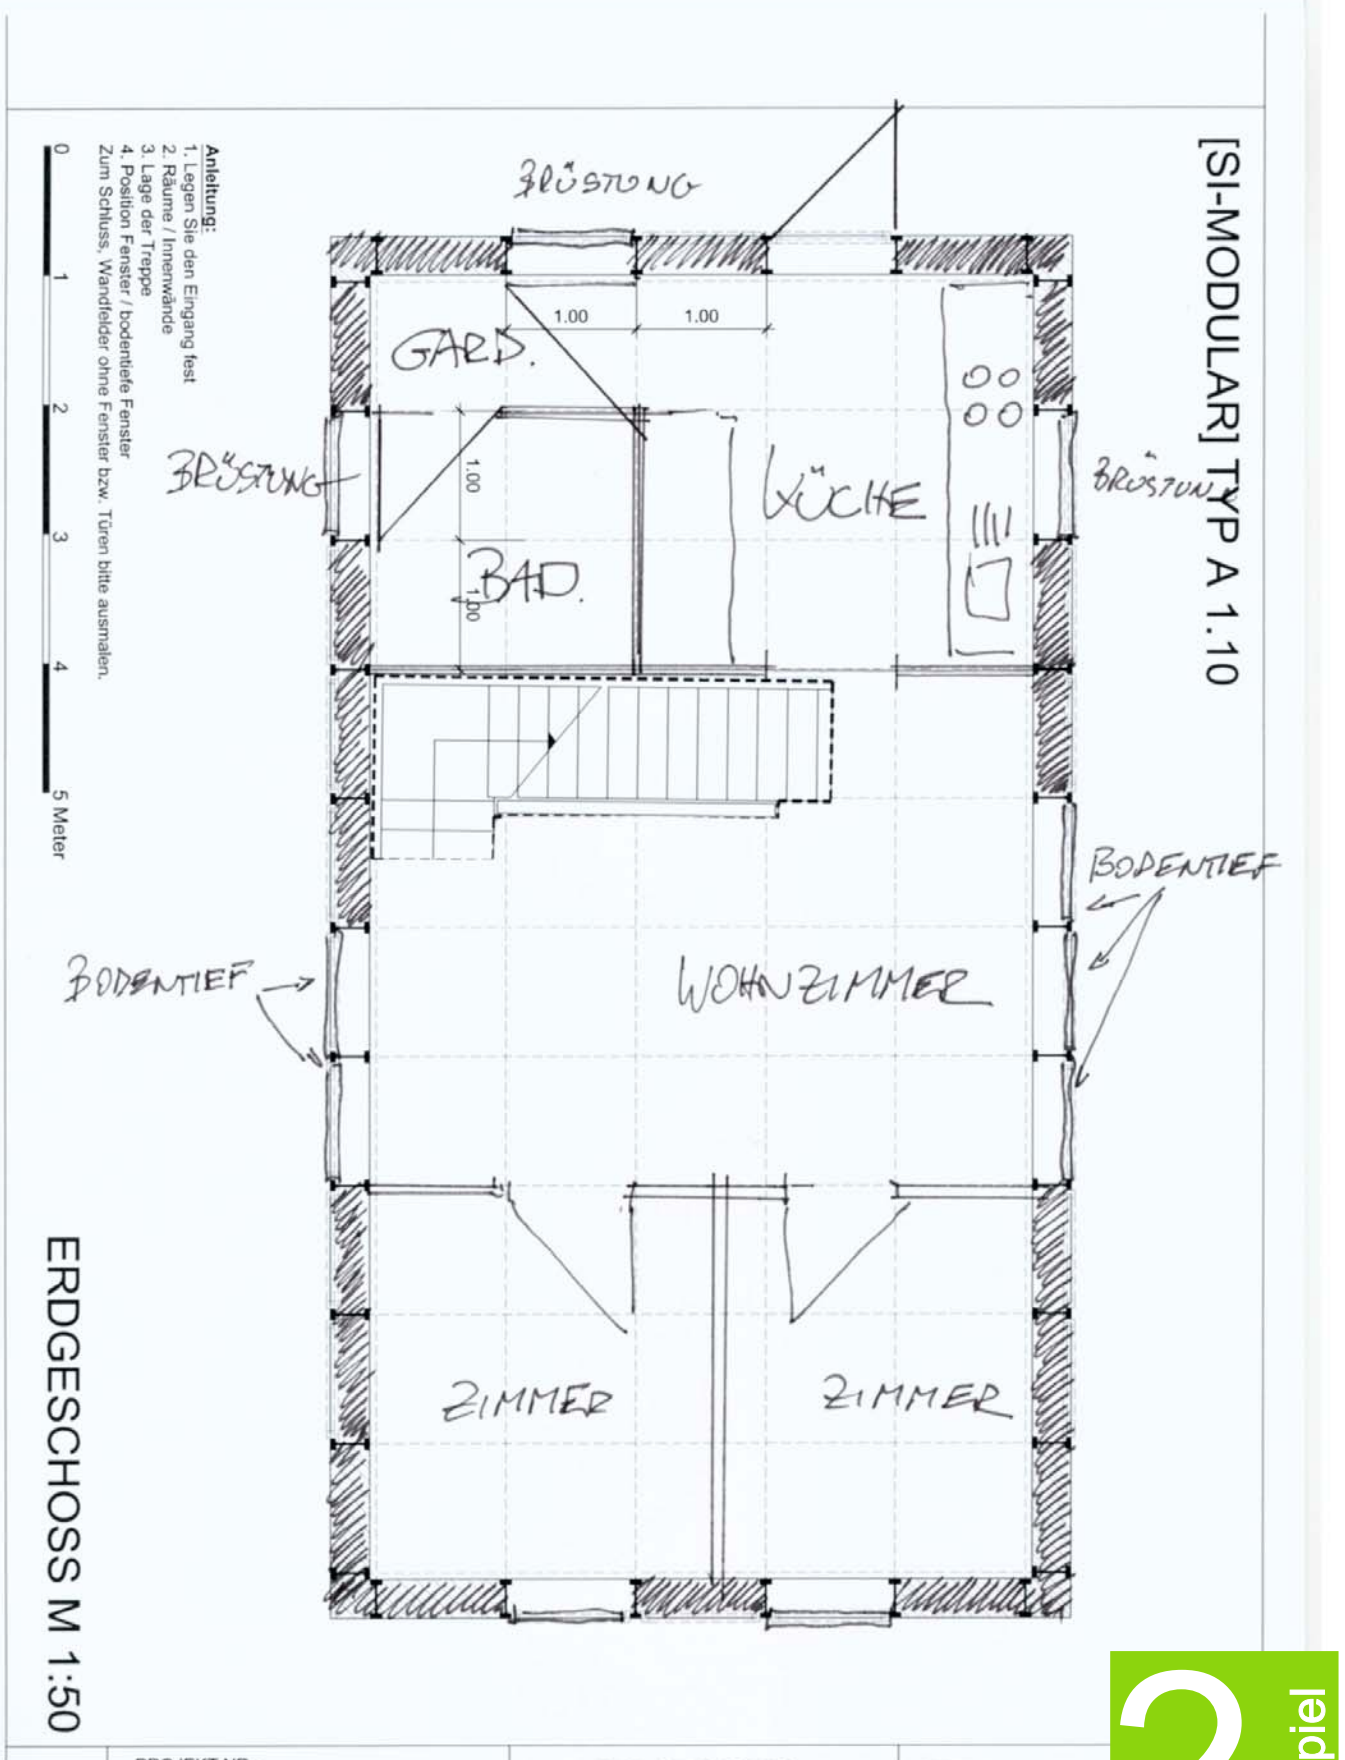 [SI-MODULAR] TYP A 1.10
Anleitung:
1. Legen Sie den Eingang fest
2. Räume / Innenwände
3. Lage der Treppe
4. Position Fenster / bodentiefe Fenster
Zum Schluss, Wandfelder ohne Fenster bzw. Türen bitte ausmalen.
0 1 2 3 4 5 Meter
ERDGESCHOSS M 1:50
BRÜSTUNG
1.00 1.00
GARD.
BRÜSTUNG
1.00
KÜCHE
BRÜSTUN
BAD.
1.00
BODENTIEF
BODENTIEF
WOHNZIMMER
ZIMMER
ZIMMER
2
piel